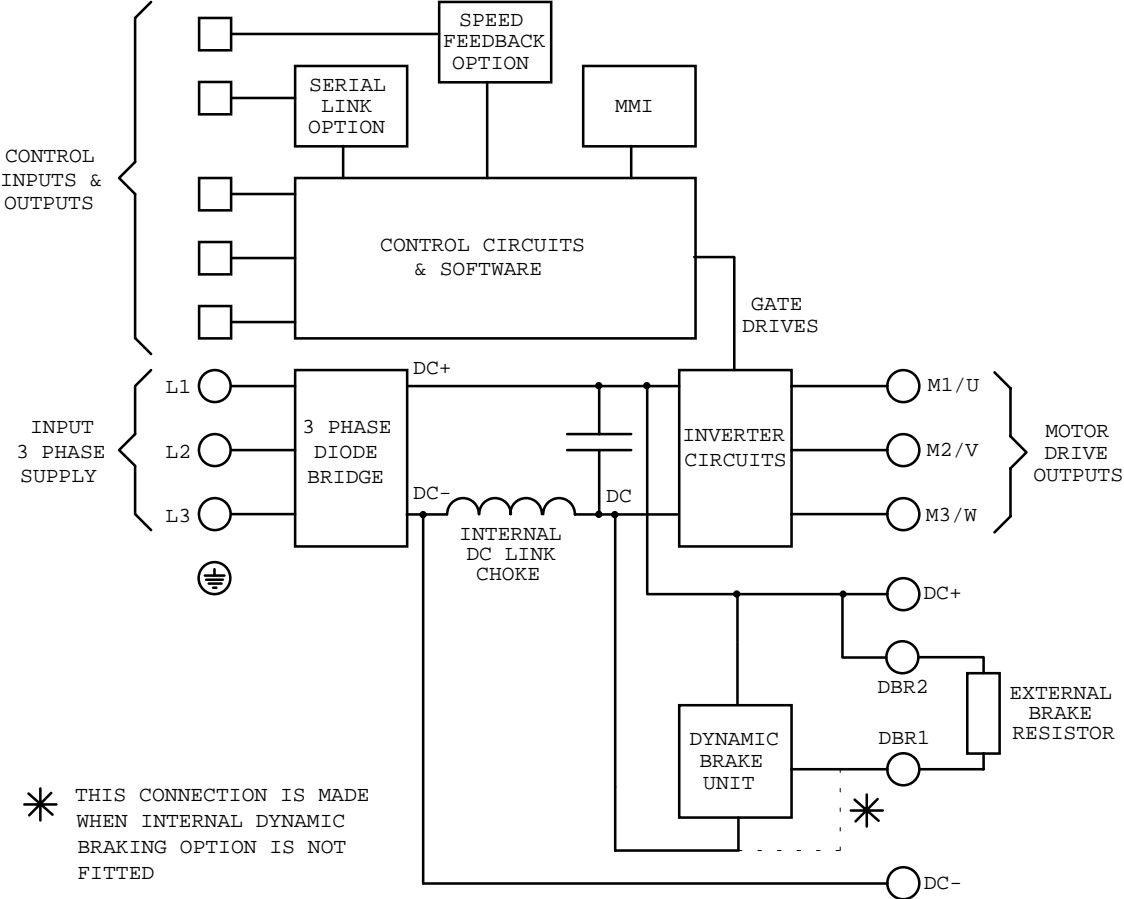 SPEED
FEEDBACK
OPTION
SERIAL
LINK
OPTION
MMI
CONTROL
INPUTS &
OUTPUTS
CONTROL CIRCUITS
& SOFTWARE
GATE
DRIVES
INPUT
3 PHASE
SUPPLY
L1
L2
L3
3 PHASE
DIODE
BRIDGE
DC+
DC-
INTERNAL
DC LINK
CHOKE
DC
INVERTER
CIRCUITS
M1/U
M2/V
M3/W
MOTOR
DRIVE
OUTPUTS
DC+
DBR2
EXTERNAL
BRAKE
RESISTOR
DBR1
DYNAMIC
BRAKE
UNIT
THIS CONNECTION IS MADE
WHEN INTERNAL DYNAMIC
BRAKING OPTION IS NOT
FITTED
DC-